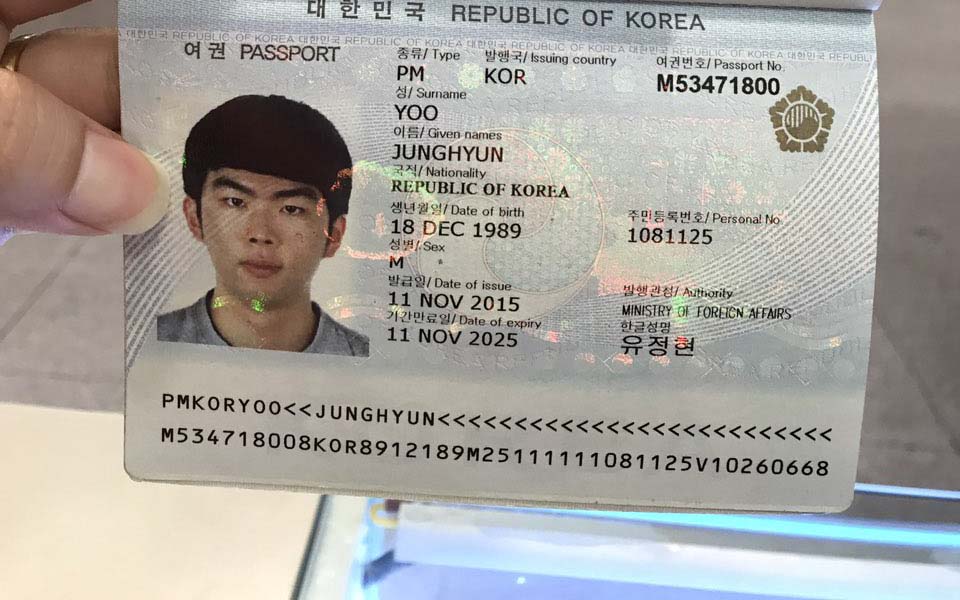 대한민국 REPUBLIC OF KOREA
여권 PASSPORT
종류/ Type 발행국/ Issuing country 여권번호/ Passport No.
PM KOR M53471800
성/ Surname
YOO
이름/ Given names
JUNGHYUN
국적/ Nationality
REPUBLIC OF KOREA
생년월일/ Date of birth 주민등록번호/ Personal No.
18 DEC 1989 1081125
성별/ Sex
M
발급일/ Date of issue 발행관청/ Authority
11 NOV 2015 MINISTRY OF FOREIGN AFFAIRS
기간만료일/ Date of expiry 한글성명
11 NOV 2025 유정현
PMKORYOO<<JUNGHYUN<<<<<<<<<<<<<<<<<<<<<<<<<<
M534718008KOR8912189M25111111081125V10260668